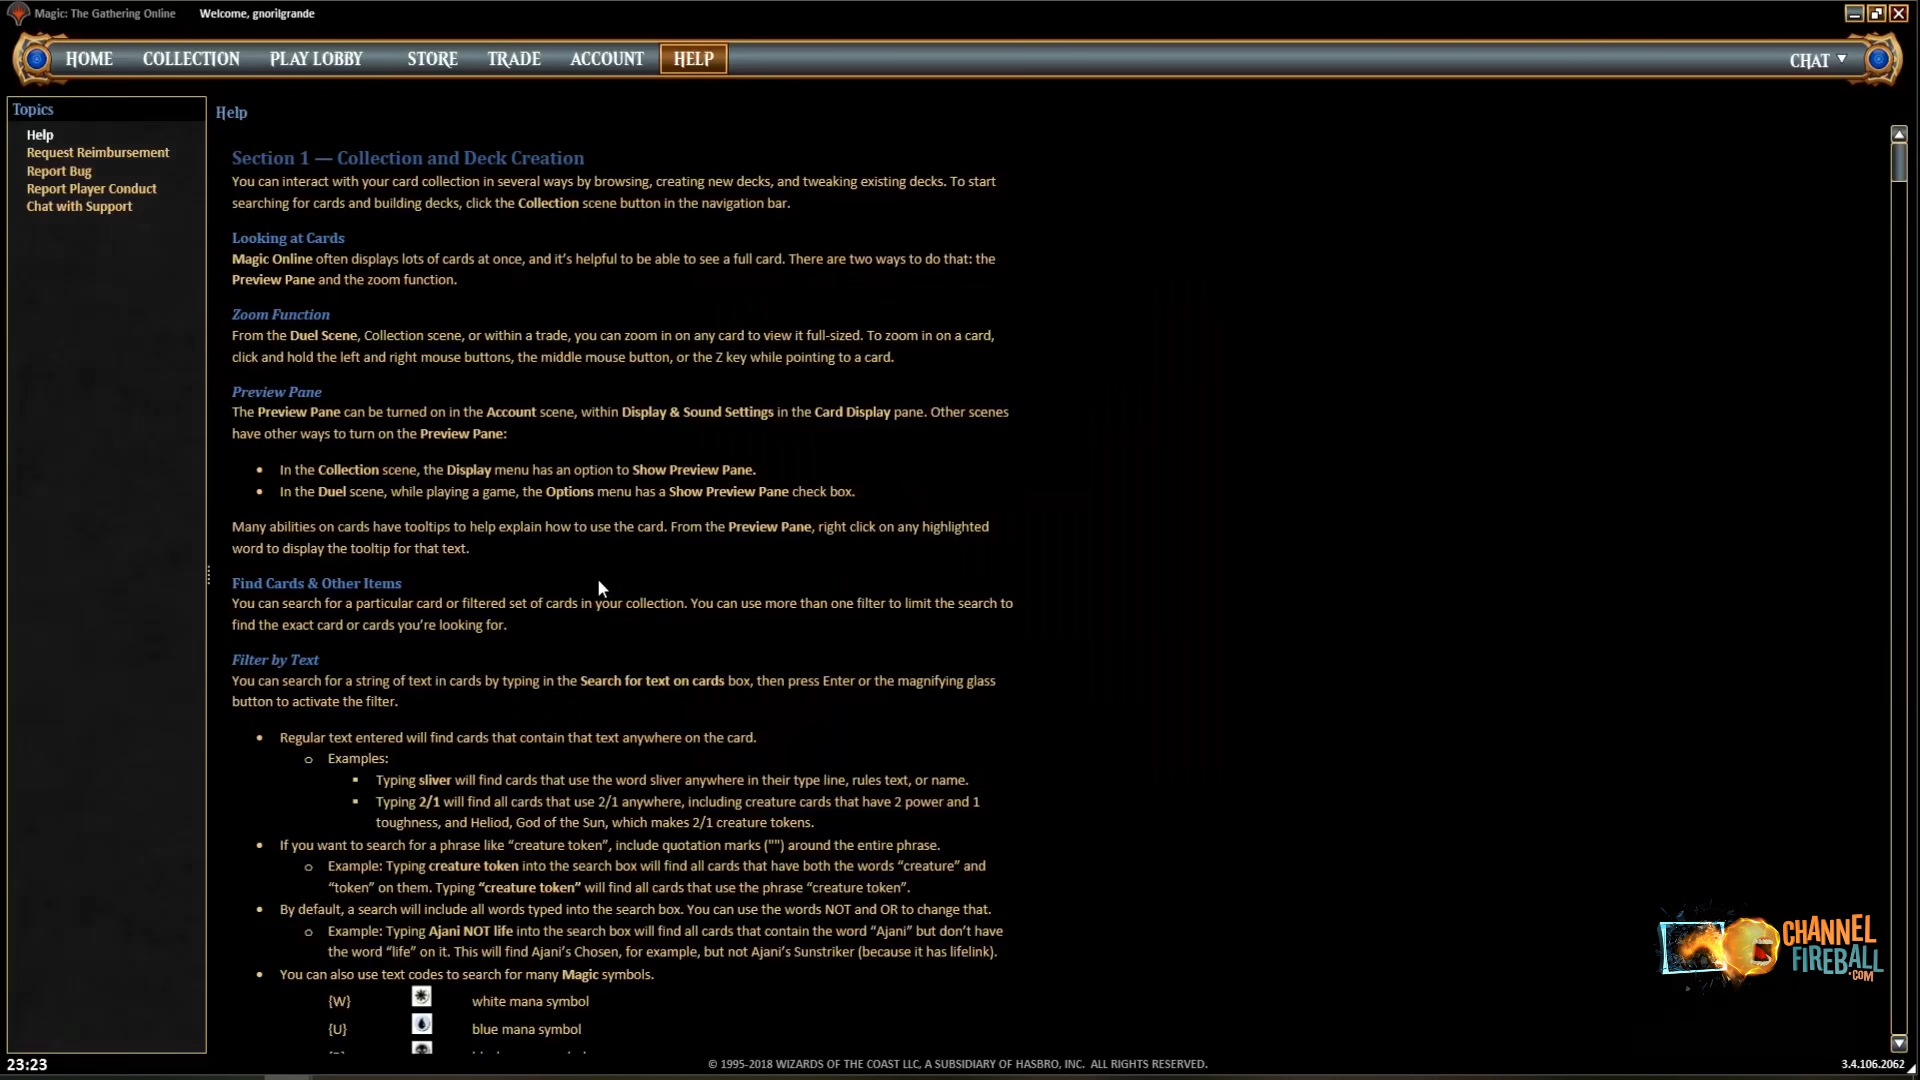 Magic: The Gathering Online Welcome, gnorilgrande
HOME COLLECTION PLAY LOBBY STORE TRADE ACCOUNT HELP CHAT
Topics
Help
Request Reimbursement
Report Bug
Report Player Conduct
Chat with Support
Help
Section 1 — Collection and Deck Creation
You can interact with your card collection in several ways by browsing, creating new decks, and tweaking existing decks. To start
searching for cards and building decks, click the Collection scene button in the navigation bar.
Looking at Cards
Magic Online often displays lots of cards at once, and it's helpful to be able to see a full card. There are two ways to do that: the
Preview Pane and the zoom function.
Zoom Function
From the Duel Scene, Collection scene, or within a trade, you can zoom in on any card to view it full-sized. To zoom in on a card,
click and hold the left and right mouse buttons, the middle mouse button, or the Z key while pointing to a card.
Preview Pane
The Preview Pane can be turned on in the Account scene, within Display & Sound Settings in the Card Display pane. Other scenes
have other ways to turn on the Preview Pane:
• In the Collection scene, the Display menu has an option to Show Preview Pane.
• In the Duel scene, while playing a game, the Options menu has a Show Preview Pane check box.
Many abilities on cards have tooltips to help explain how to use the card. From the Preview Pane, right click on any highlighted
word to display the tooltip for that text.
Find Cards & Other Items
You can search for a particular card or filtered set of cards in your collection. You can use more than one filter to limit the search to
find the exact card or cards you're looking for.
Filter by Text
You can search for a string of text in cards by typing in the Search for text on cards box, then press Enter or the magnifying glass
button to activate the filter.
• Regular text entered will find cards that contain that text anywhere on the card.
o Examples:
▪ Typing sliver will find cards that use the word sliver anywhere in their type line, rules text, or name.
▪ Typing 2/1 will find all cards that use 2/1 anywhere, including creature cards that have 2 power and 1
toughness, and Heliod, God of the Sun, which makes 2/1 creature tokens.
• If you want to search for a phrase like “creature token”, include quotation marks ("") around the entire phrase.
o Example: Typing creature token into the search box will find all cards that have both the words “creature” and
“token” on them. Typing “creature token” will find all cards that use the phrase “creature token”.
• By default, a search will include all words typed into the search box. You can use the words NOT and OR to change that.
o Example: Typing Ajani NOT life into the search box will find all cards that contain the word “Ajani” but don't have
the word “life” on it. This will find Ajani's Chosen, for example, but not Ajani's Sunstriker (because it has lifelink).
• You can also use text codes to search for many Magic symbols.
{W} white mana symbol
{U} blue mana symbol
CHANNEL
FIREBALL
.COM
23:23
© 1995-2018 WIZARDS OF THE COAST LLC, A SUBSIDIARY OF HASBRO, INC. ALL RIGHTS RESERVED.
3.4.106.2062